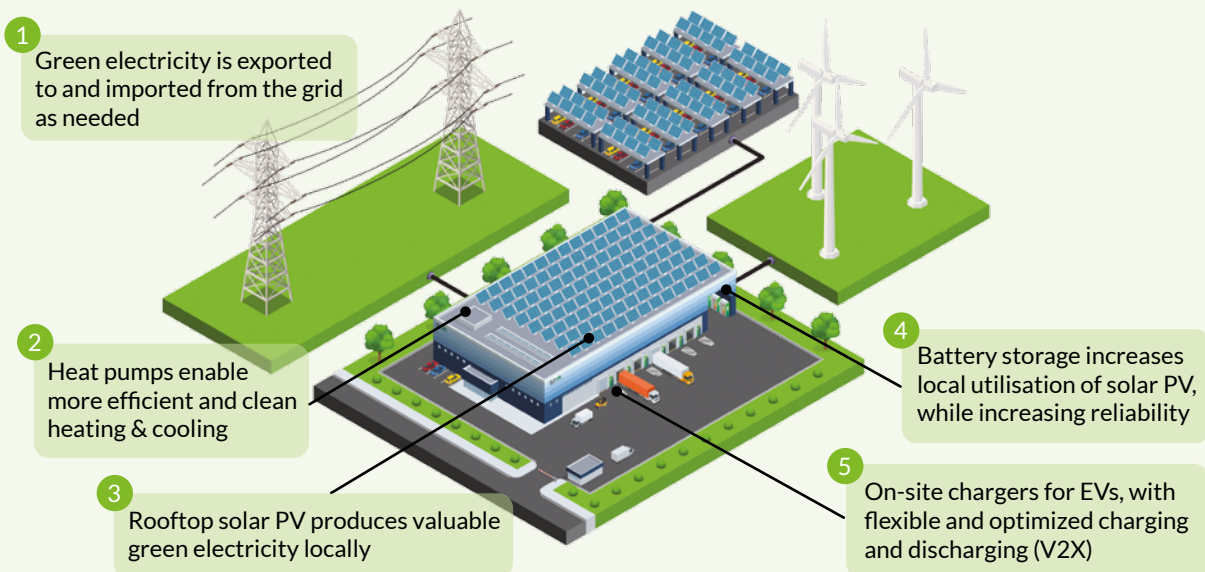 1
Green electricity is exported
to and imported from the grid
as needed
2
Heat pumps enable
more efficient and clean
heating & cooling
3
Rooftop solar PV produces valuable
green electricity locally
4
Battery storage increases
local utilisation of solar PV,
while increasing reliability
5
On-site chargers for EVs, with
flexible and optimized charging
and discharging (V2X)